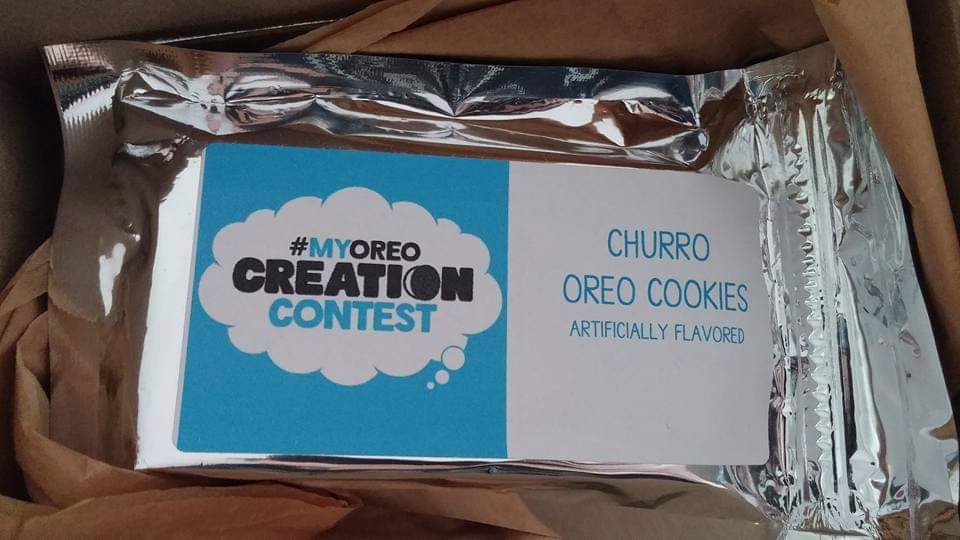 #MYOREO
CREATION
CONTEST
CHURRO
OREO COOKIES
ARTIFICIALLY FLAVORED